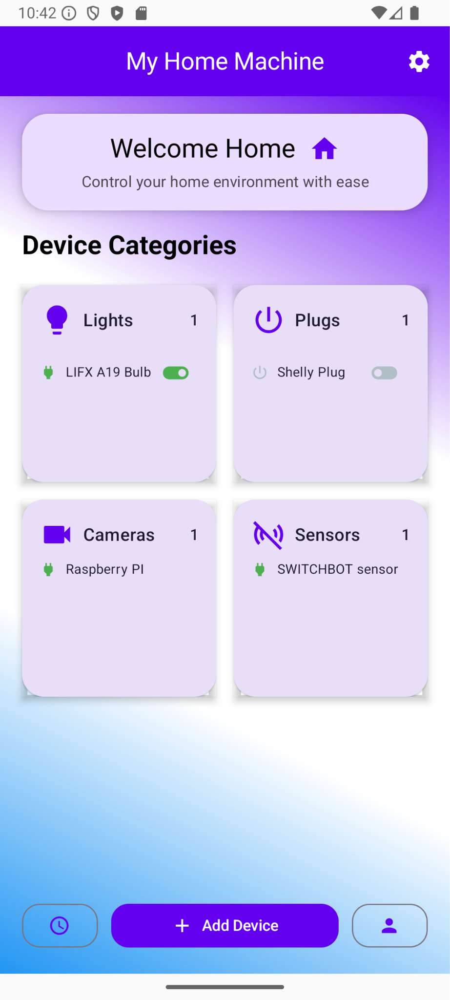 10:42
My Home Machine
Welcome Home
Control your home environment with ease
Device Categories
Lights 1
LIFX A19 Bulb
Plugs 1
Shelly Plug
Cameras 1
Raspberry PI
Sensors 1
SWITCHBOT sensor
Add Device